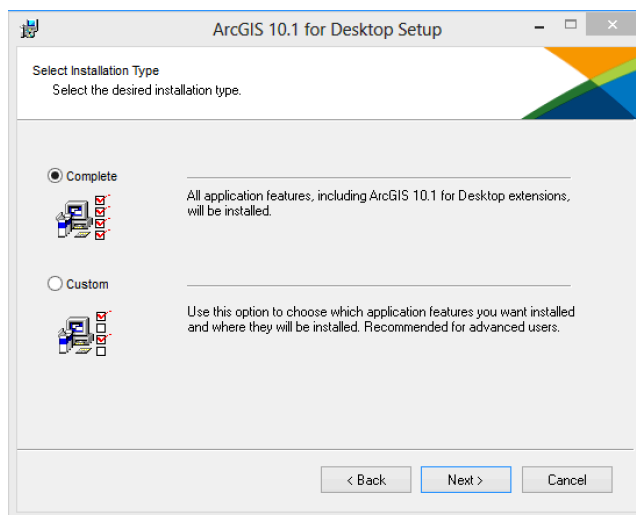 ArcGIS 10.1 for Desktop Setup
Select Installation Type
Select the desired installation type.
Complete
All application features, including ArcGIS 10.1 for Desktop extensions,
will be installed.
Custom
Use this option to choose which application features you want installed
and where they will be installed. Recommended for advanced users.
< Back
Next >
Cancel